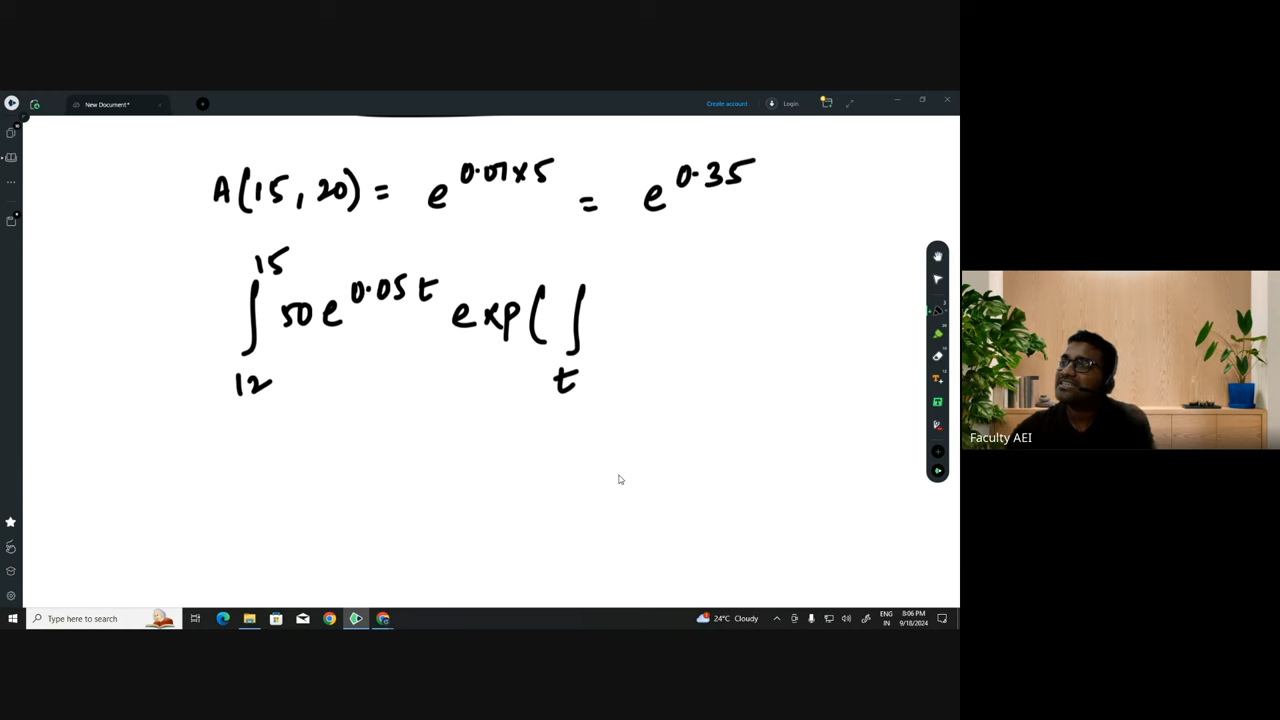 New Document*
Create account
Login
A(15, 20) = e^0.07×5 = e^0.35
∫_12^15 50 e^0.05t exp( ∫_t
Faculty AEI
Type here to search
24°C Cloudy
ENG
IN
8:06 PM
9/18/2024